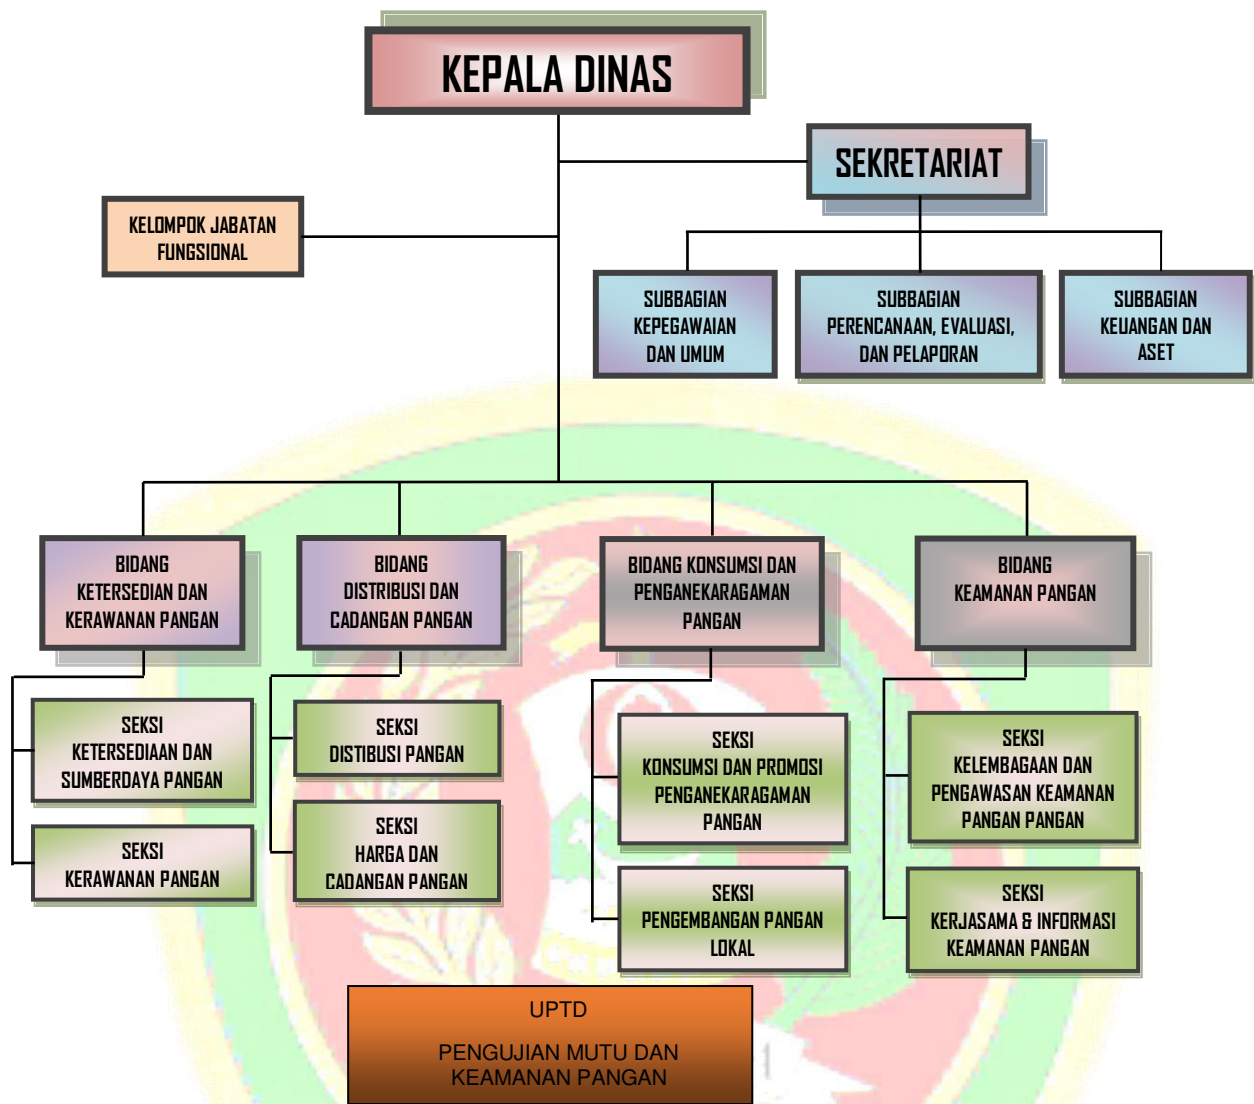 KEPALA DINAS
SEKRETARIAT
KELOMPOK JABATAN
FUNGSIONAL
SUBBAGIAN
KEPEGAWAIAN
DAN UMUM
SUBBAGIAN
PERENCANAAN, EVALUASI,
DAN PELAPORAN
SUBBAGIAN
KEUANGAN DAN
ASET
BIDANG
KETERSEDIAN DAN
KERAWANAN PANGAN
BIDANG
DISTRIBUSI DAN
CADANGAN PANGAN
BIDANG KONSUMSI DAN
PENGANEKARAGAMAN
PANGAN
BIDANG
KEAMANAN PANGAN
SEKSI
KETERSEDIAAN DAN
SUMBERDAYA PANGAN
SEKSI
KERAWANAN PANGAN
SEKSI
DISTIBUSI PANGAN
SEKSI
HARGA DAN
CADANGAN PANGAN
SEKSI
KONSUMSI DAN PROMOSI
PENGANEKARAGAMAN
PANGAN
SEKSI
PENGEMBANGAN PANGAN
LOKAL
SEKSI
KELEMBAGAAN DAN
PENGAWASAN KEAMANAN
PANGAN PANGAN
SEKSI
KERJASAMA & INFORMASI
KEAMANAN PANGAN
UPTD
PENGUJIAN MUTU DAN
KEAMANAN PANGAN